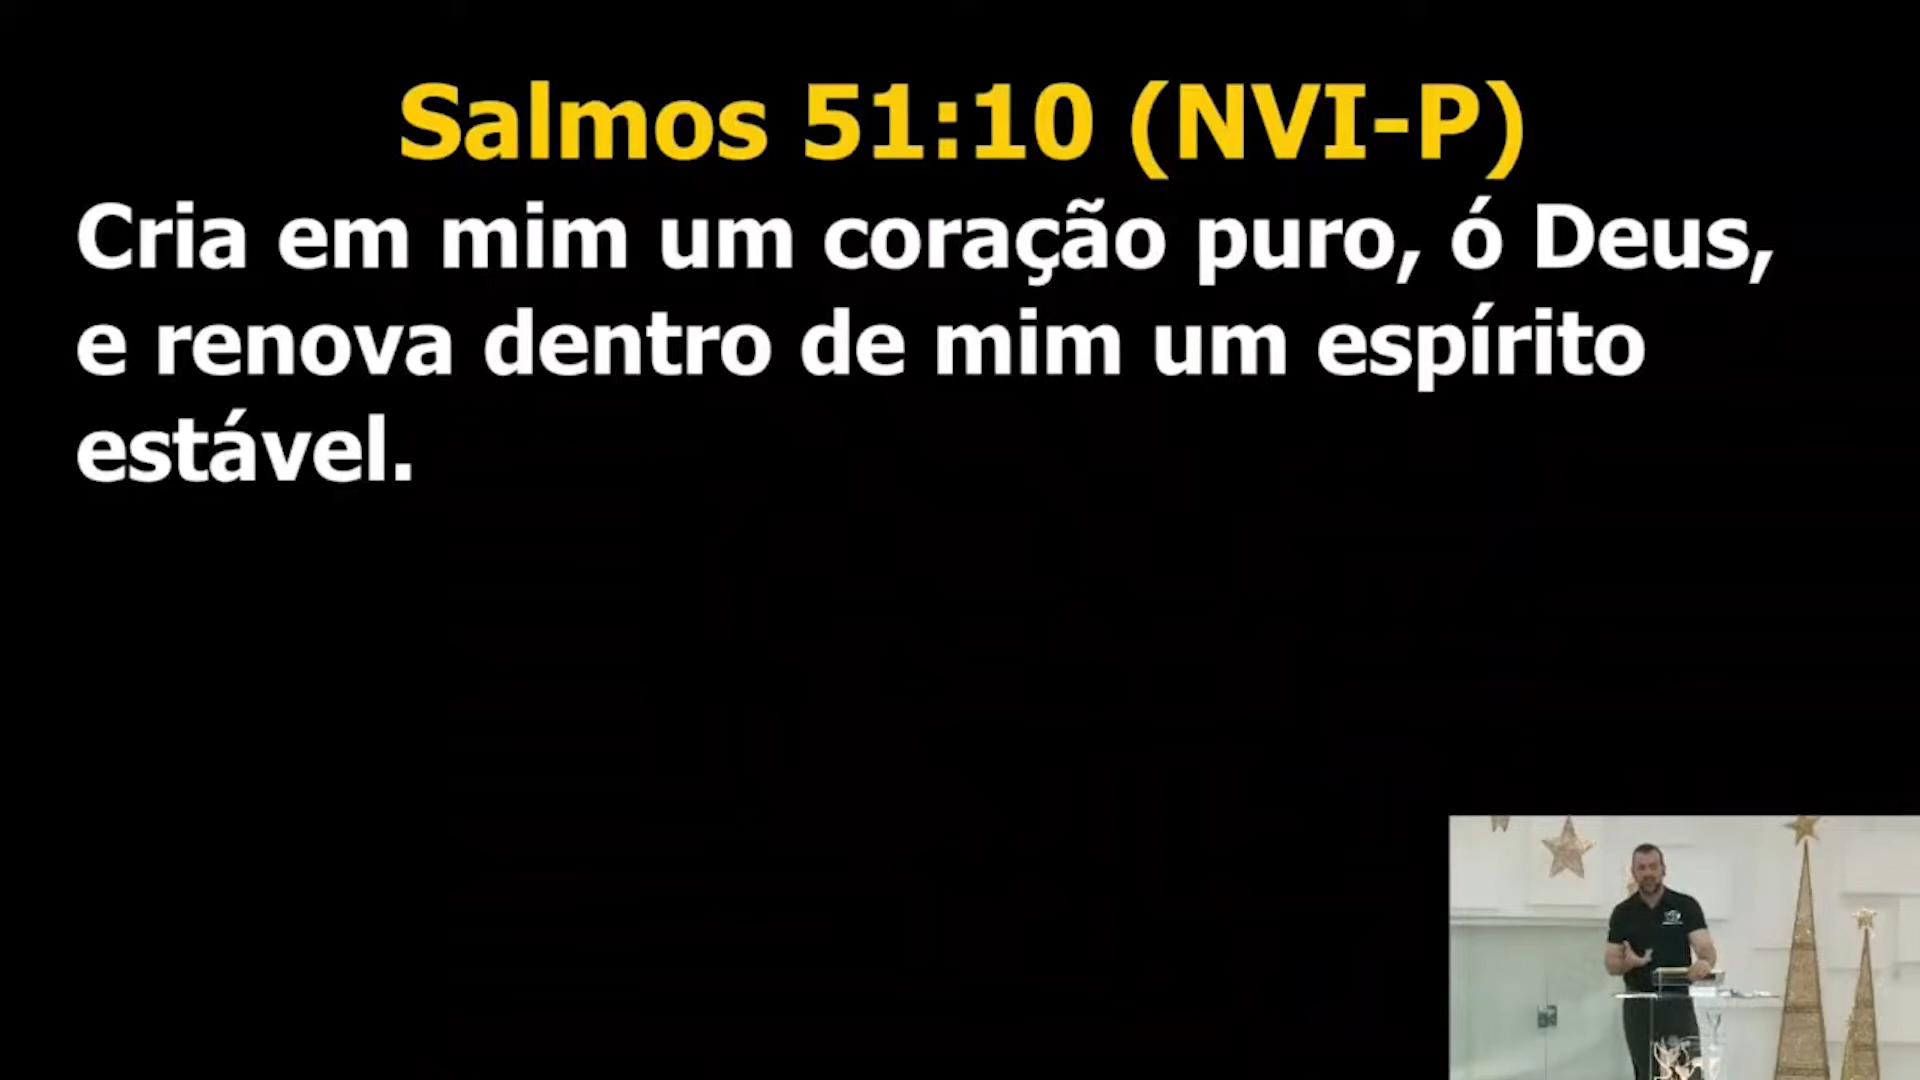 Salmos 51:10 (NVI-P)
Cria em mim um coração puro, ó Deus,
e renova dentro de mim um espírito
estável.